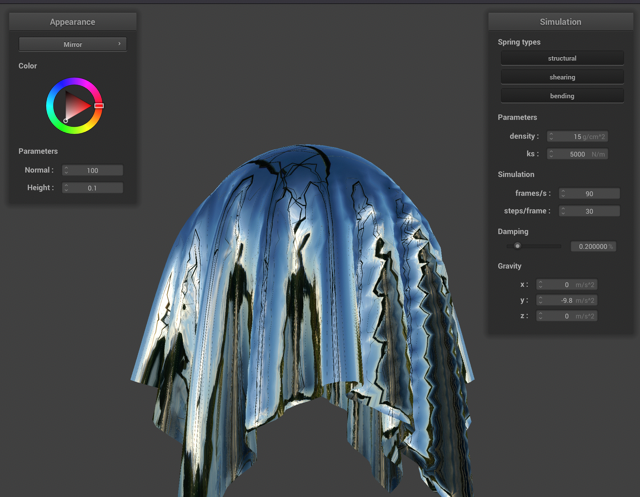 Appearance
Mirror
Color
Parameters
Normal : 100
Height : 0.1
Simulation
Spring types
structural
shearing
bending
Parameters
density : 15 g/cm^2
ks : 5000 N/m
Simulation
frames/s : 90
steps/frame : 30
Damping
0.200000 %
Gravity
x : 0 m/s^2
y : -9.8 m/s^2
z : 0 m/s^2